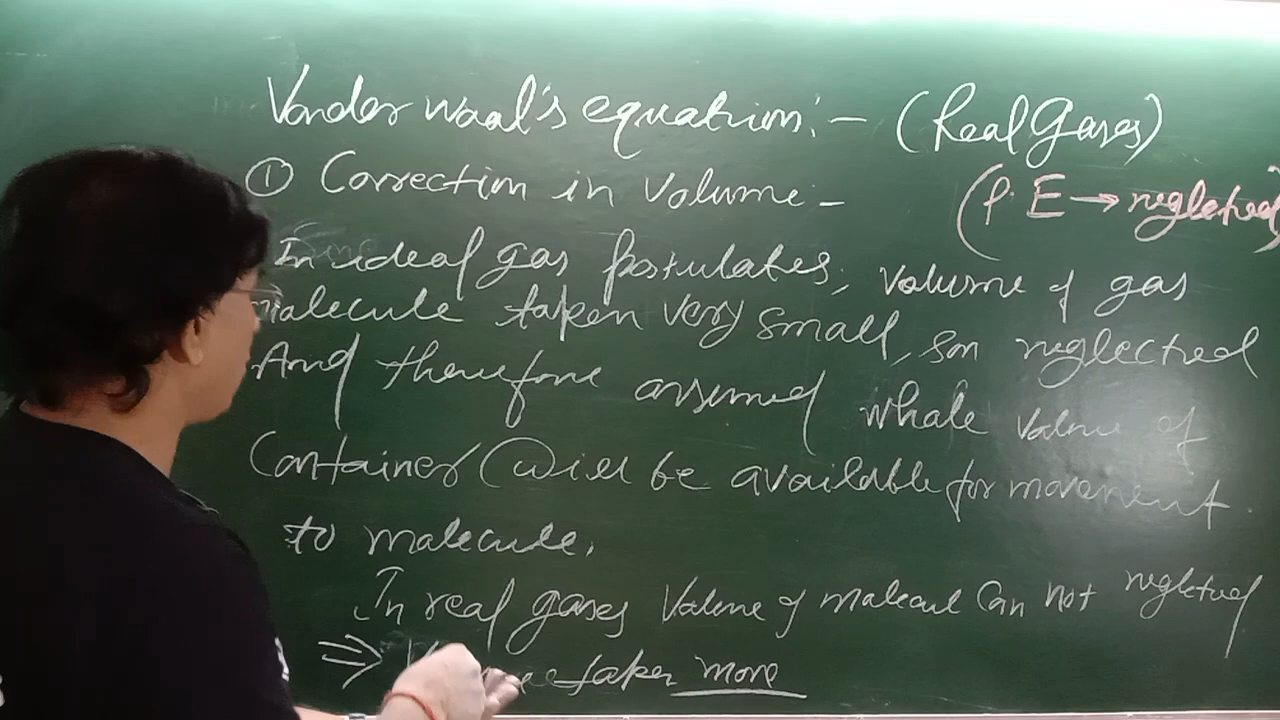 Vander waal's equation:- (Real Gases)
① Correction in Volume -
(P.E → neglected)
In ideal gas Postulates, Volume of gas
molecule taken very small, son neglected
And therefore assumed whole Volume of
Container will be available for movement
to molecule.
In real gases Volume of molecule Can not neglected
⇒ taken more